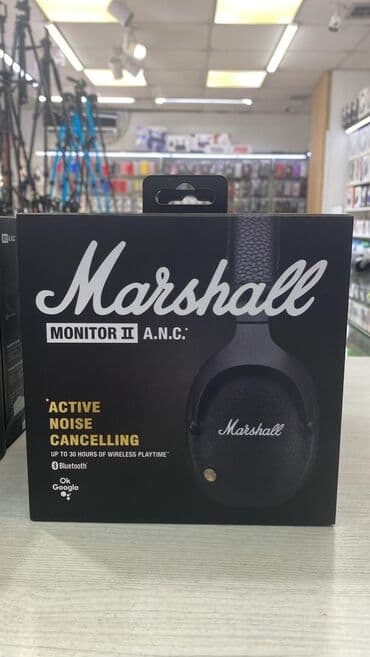 Marshall
MONITOR II A.N.C.*
*ACTIVE
NOISE
CANCELLING
UP TO 30 HOURS OF WIRELESS PLAYTIME**
Bluetooth®
Ok
Google
Marshall